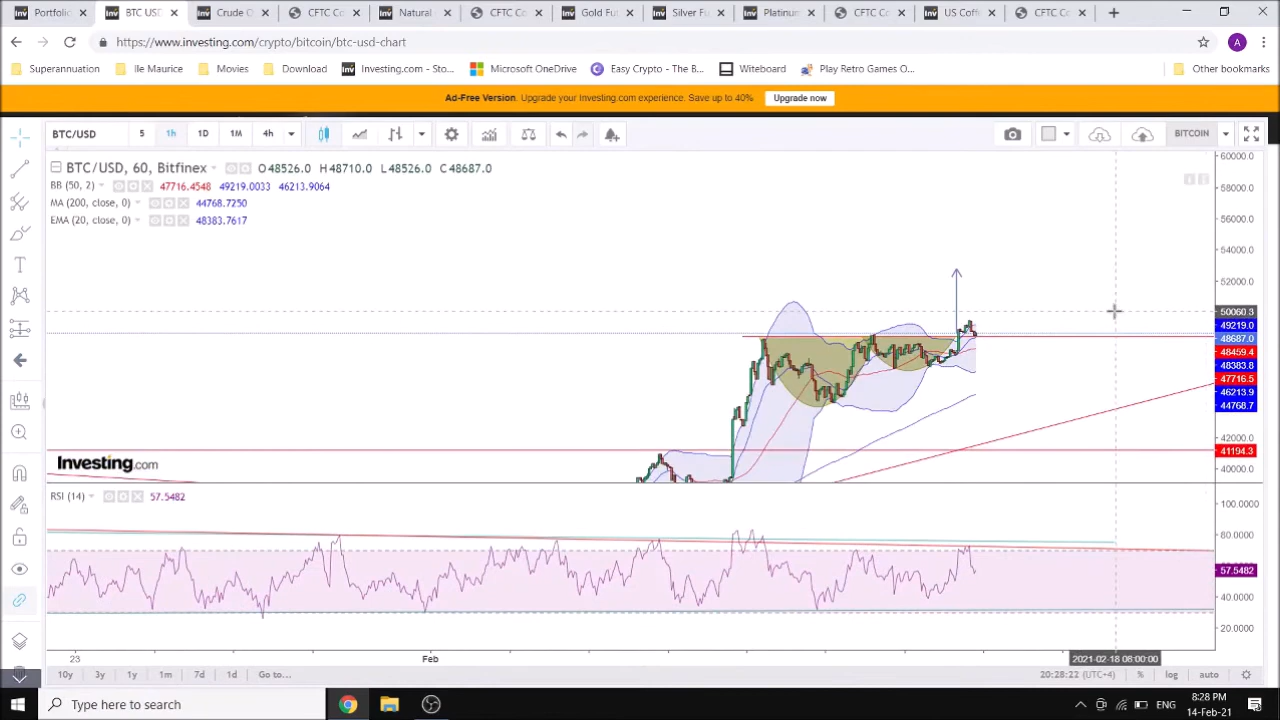 Portfolio
BTC USD
Crude O
CFTC Co
Natural
CFTC Co
Gold Fut
Silver Fu
Platinum
CFTC Co
US Coff
CFTC Co
https://www.investing.com/crypto/bitcoin/btc-usd-chart
A
Superannuation
Ile Maurice
Movies
Download
Investing.com - Sto...
Microsoft OneDrive
Easy Crypto - The B...
Witeboard
Play Retro Games O...
Other bookmarks
Ad-Free Version. Upgrade your Investing.com experience. Save up to 40%
Upgrade now
BTC/USD
5
1h
1D
1M
4h
BITCOIN
BTC/USD, 60, Bitfinex
O48526.0 H48710.0 L48526.0 C48687.0
BB (50, 2)
47716.4548 49219.0033 46213.9064
MA (200, close, 0)
44768.7250
EMA (20, close, 0)
48383.7617
60000.0
58000.0
56000.0
54000.0
52000.0
50060.3
49219.0
48687.0
48459.4
48383.8
47716.5
46213.9
44768.7
42000.0
41194.3
40000.0
Investing.com
RSI (14)
57.5482
100.0000
80.0000
57.5482
40.0000
20.0000
23
Feb
2021-02-18 06:00:00
10y
3y
1y
1m
7d
1d
Go to...
20:28:22 (UTC+4)
%
log
auto
Type here to search
ENG
8:28 PM
14-Feb-21